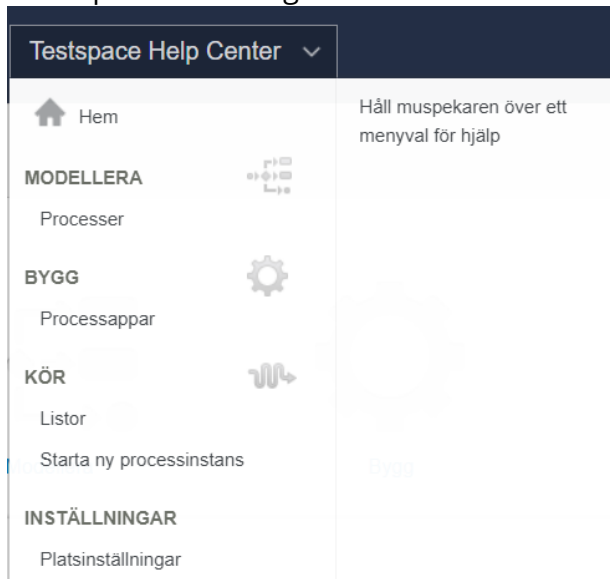 Testspace Help Center
Hem
Håll muspekaren över ett
menyval för hjälp
MODELLERA
Processer
BYGG
Processappar
KÖR
Listor
Starta ny processinstans
Bygg
INSTÄLLNINGAR
Platsinställningar